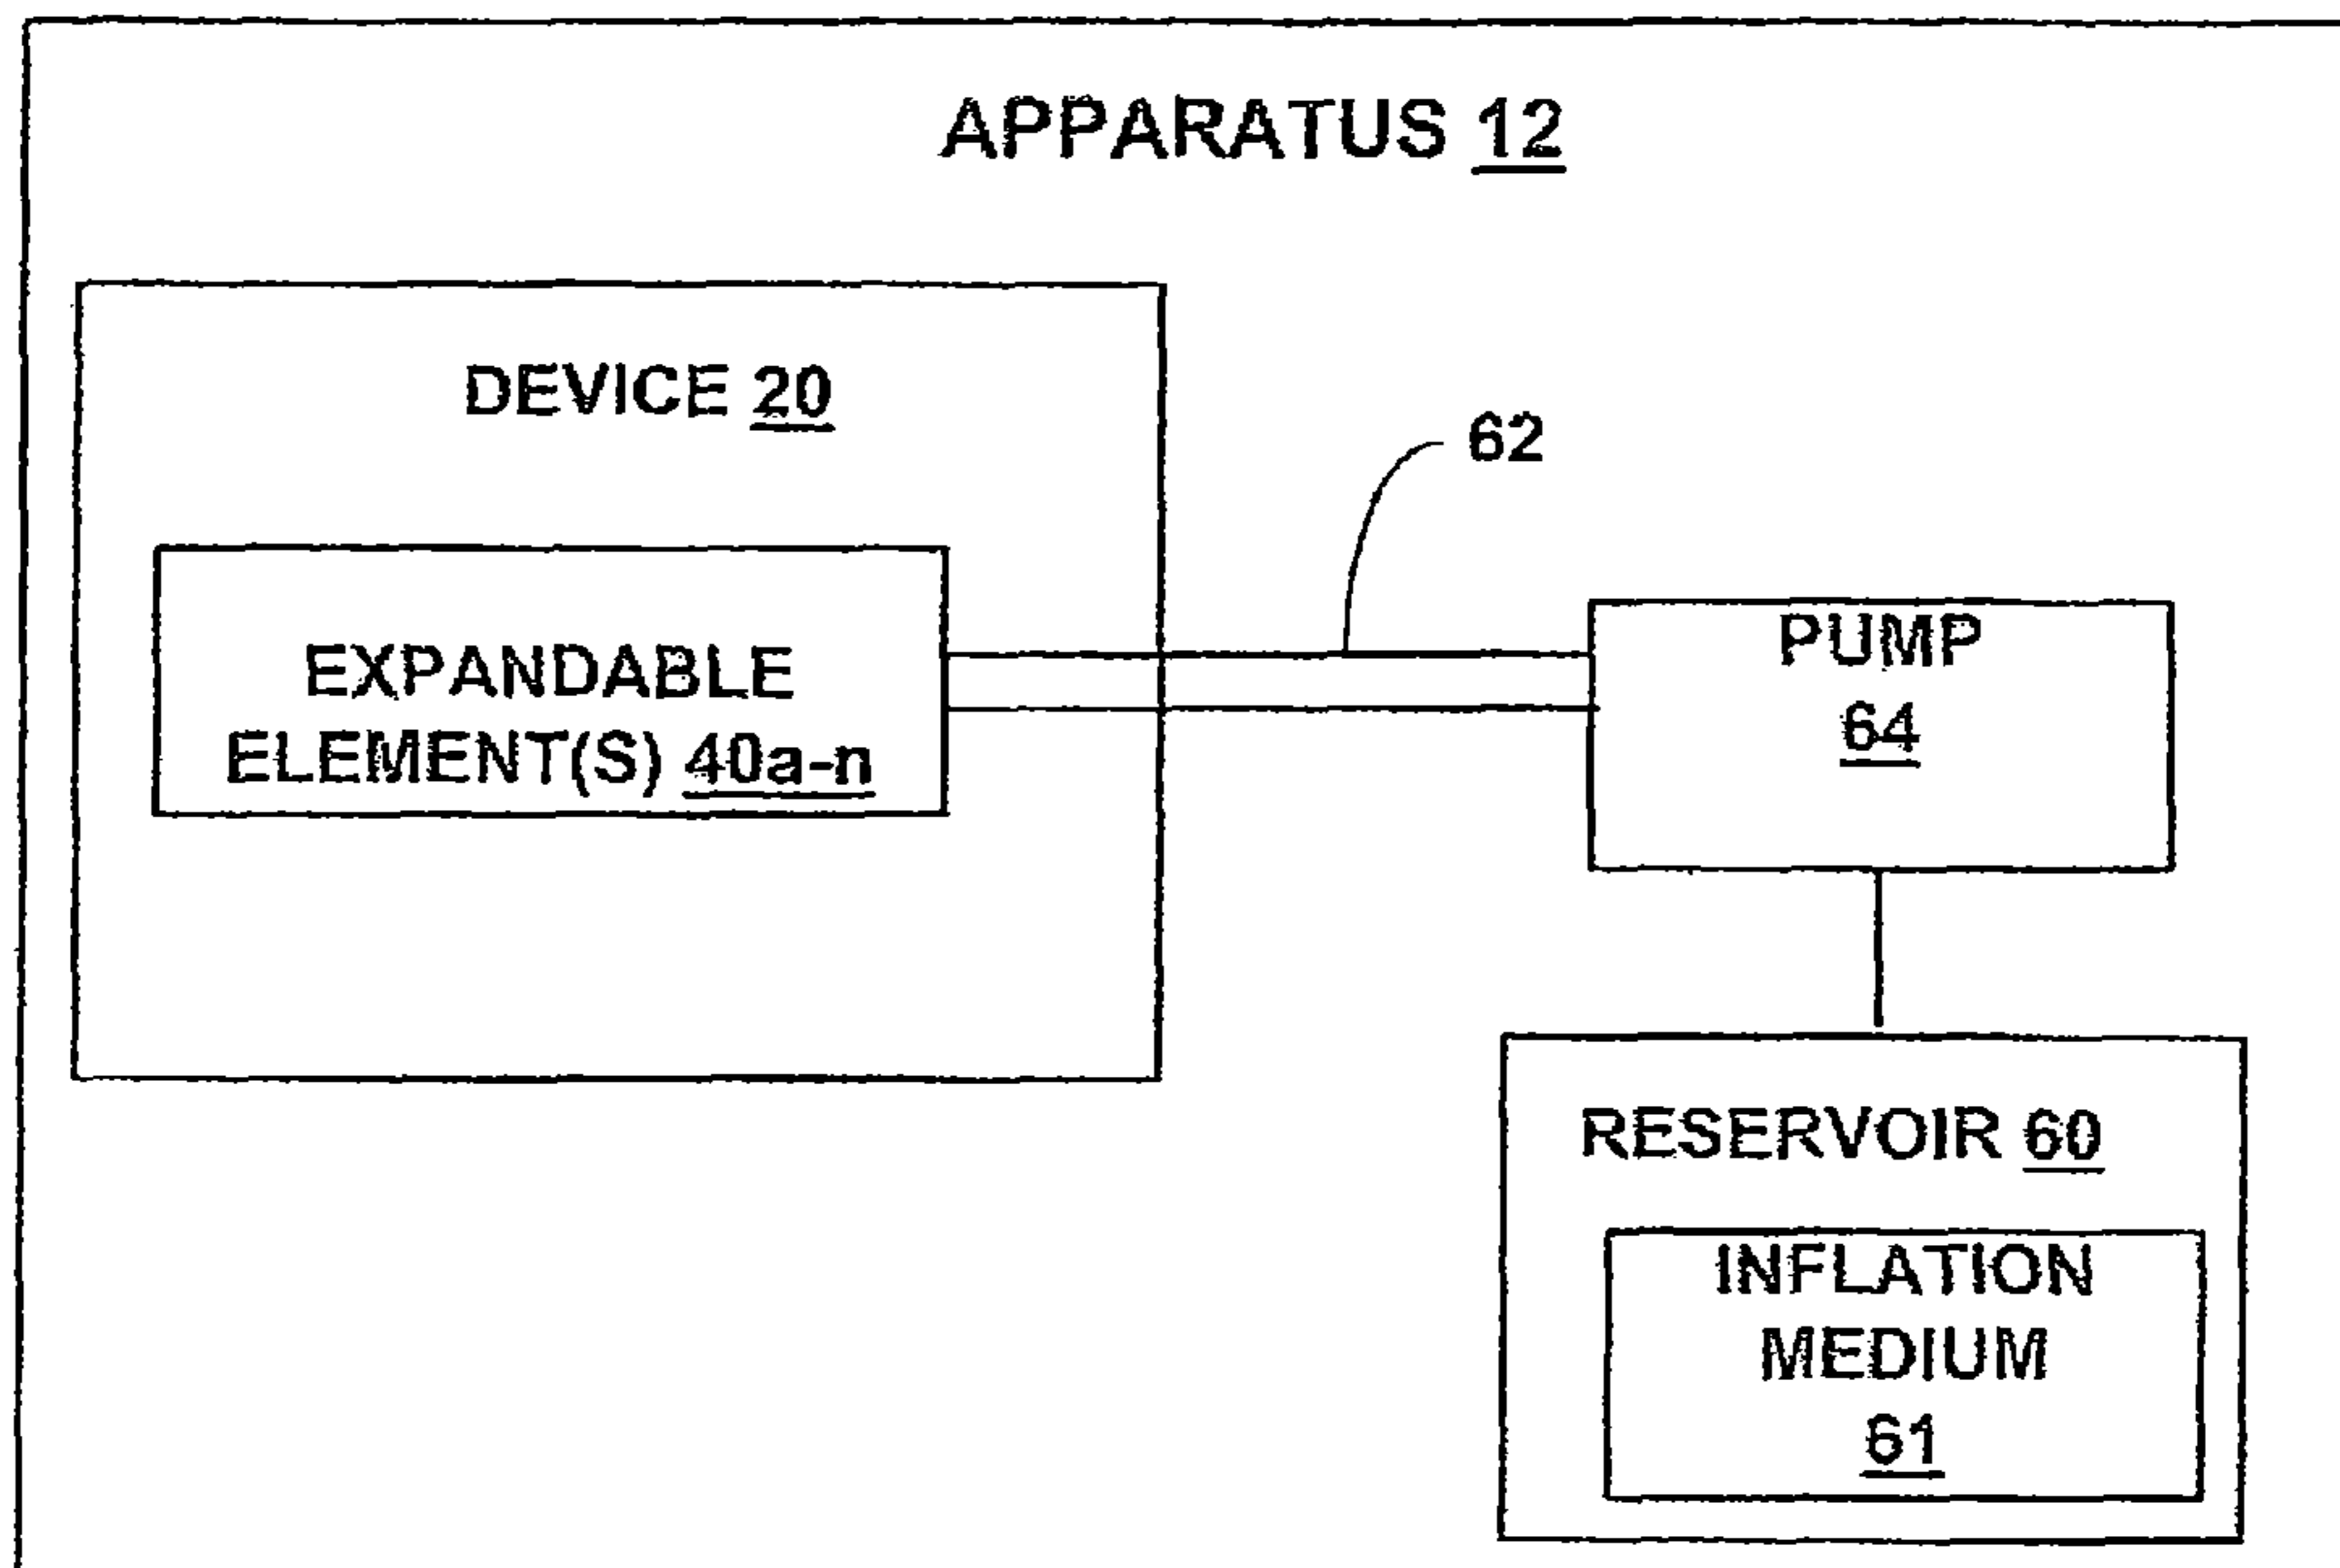 APPARATUS 12
DEVICE 20
62
EXPANDABLE
ELEMENT(S) 40a-n
PUMP
64
RESERVOIR 60
INFLATION
MEDIUM
61